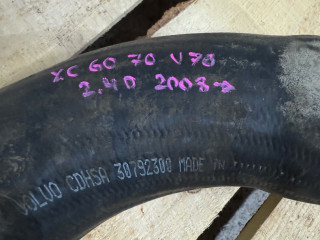 XC 60 70 V70
2.4D 2008→
VOLVO CDHSA 30792300 MADE IN